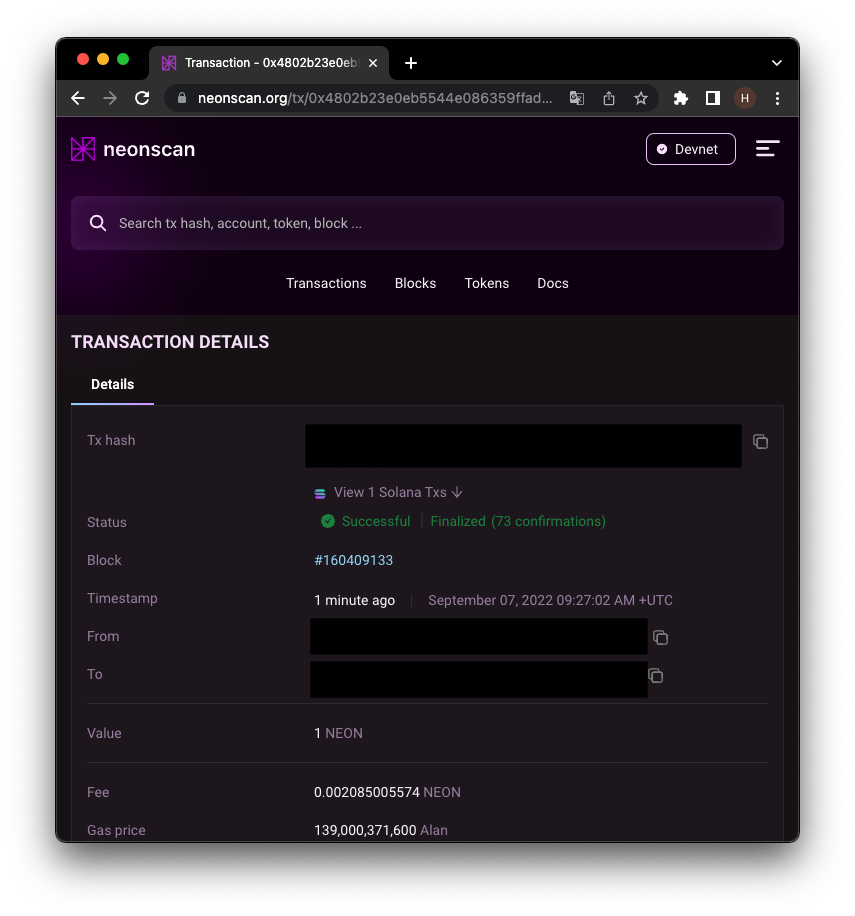 Transaction - 0x4802b23e0eb
neonscan.org/tx/0x4802b23e0eb5544e086359ffad...
H
neonscan
Devnet
Search tx hash, account, token, block ...
Transactions Blocks Tokens Docs
TRANSACTION DETAILS
Details
Tx hash
View 1 Solana Txs
Status Successful Finalized (73 confirmations)
Block #160409133
Timestamp 1 minute ago September 07, 2022 09:27:02 AM +UTC
From
To
Value 1 NEON
Fee 0.002085005574 NEON
Gas price 139,000,371,600 Alan